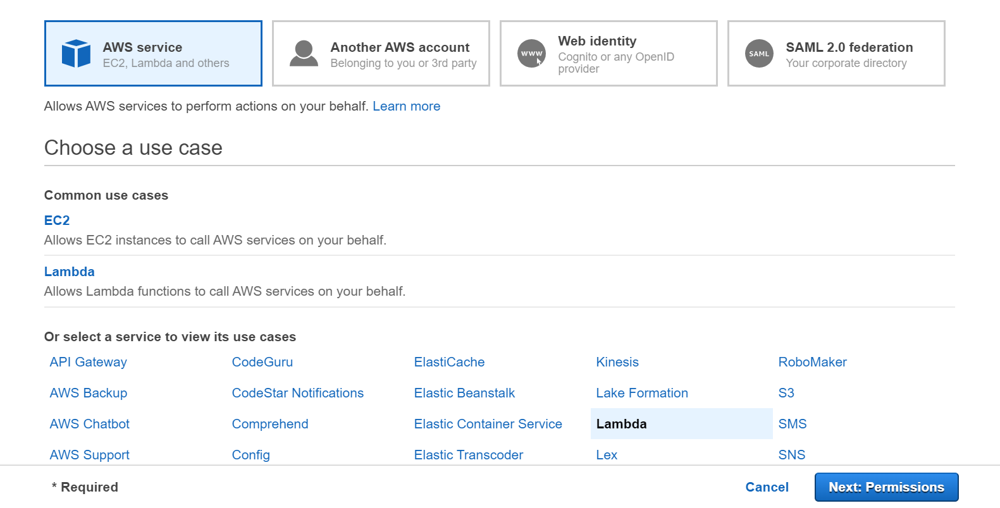 AWS service
EC2, Lambda and others
Another AWS account
Belonging to you or 3rd party
WWW
Web identity
Cognito or any OpenID
provider
SAML
SAML 2.0 federation
Your corporate directory
Allows AWS services to perform actions on your behalf. Learn more
Choose a use case
Common use cases
EC2
Allows EC2 instances to call AWS services on your behalf.
Lambda
Allows Lambda functions to call AWS services on your behalf.
Or select a service to view its use cases
API Gateway CodeGuru ElastiCache Kinesis RoboMaker
AWS Backup CodeStar Notifications Elastic Beanstalk Lake Formation S3
AWS Chatbot Comprehend Elastic Container Service Lambda SMS
AWS Support Config Elastic Transcoder Lex SNS
* Required Cancel Next: Permissions